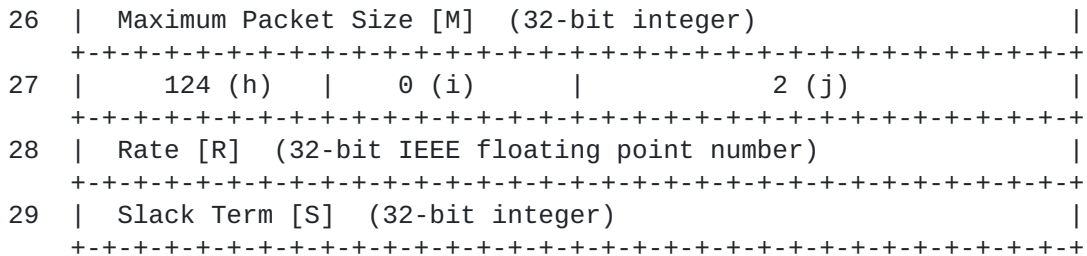 26  |  Maximum Packet Size [M]  (32-bit integer)                    |
    +-+-+-+-+-+-+-+-+-+-+-+-+-+-+-+-+-+-+-+-+-+-+-+-+-+-+-+-+-+-+-+-+
27  |     124 (h)   |    0 (i)      |            2 (j)              |
    +-+-+-+-+-+-+-+-+-+-+-+-+-+-+-+-+-+-+-+-+-+-+-+-+-+-+-+-+-+-+-+-+
28  |  Rate [R]  (32-bit IEEE floating point number)                |
    +-+-+-+-+-+-+-+-+-+-+-+-+-+-+-+-+-+-+-+-+-+-+-+-+-+-+-+-+-+-+-+-+
29  |  Slack Term [S]  (32-bit integer)                             |
    +-+-+-+-+-+-+-+-+-+-+-+-+-+-+-+-+-+-+-+-+-+-+-+-+-+-+-+-+-+-+-+-+